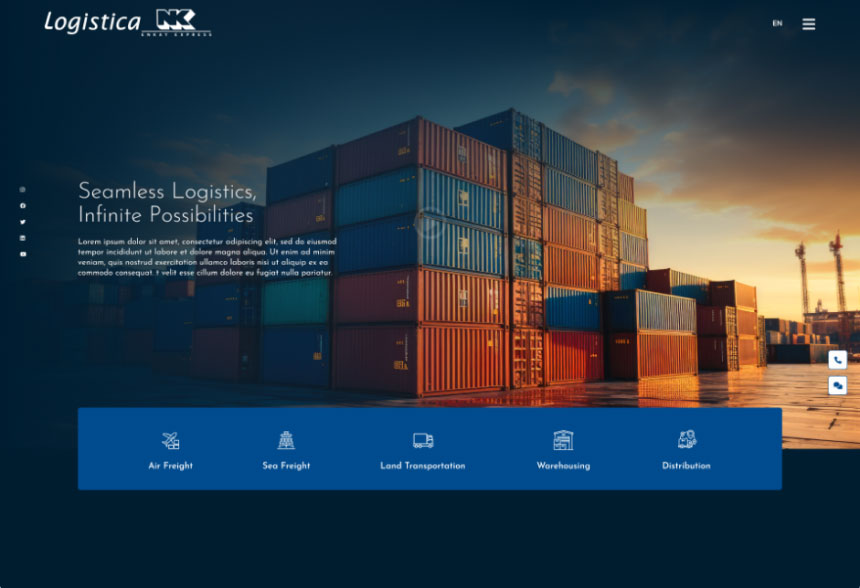 Logistica NK
ENKAY EXPRESS
EN
Seamless Logistics,
Infinite Possibilities
Lorem ipsum dolor sit amet, consectetur adipiscing elit, sed do eiusmod
tempor incididunt ut labore et dolore magna aliqua. Ut enim ad minim
veniam, quis nostrud exercitation ullamco laboris nisi ut aliquip ex ea
commodo consequat. t velit esse cillum dolore eu fugiat nulla pariatur.
Air Freight
Sea Freight
Land Transportation
Warehousing
Distribution